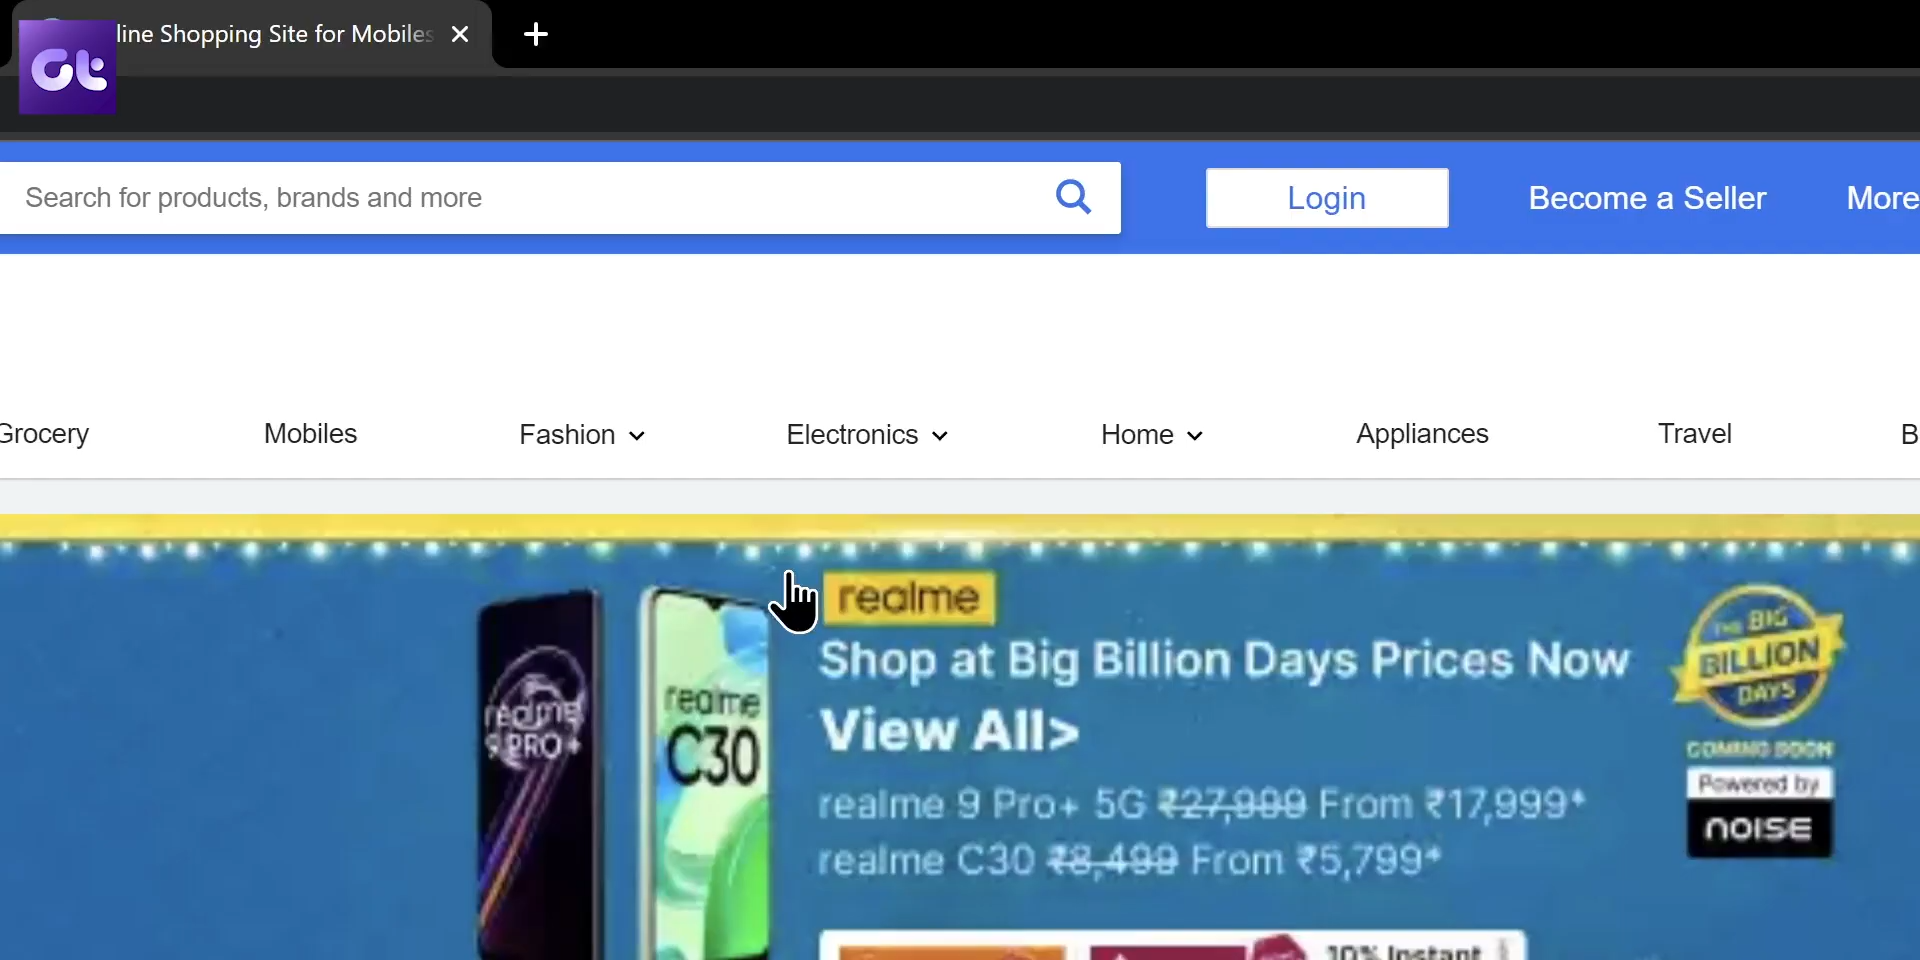 line Shopping Site for Mobiles
Gt
Search for products, brands and more
Login
Become a Seller
More
Grocery
Mobiles
Fashion
Electronics
Home
Appliances
Travel
B
realme
Shop at Big Billion Days Prices Now
View All>
realme 9 Pro+ 5G ₹27,999 From ₹17,999*
realme C30 ₹8,499 From ₹5,799*
realme
9 PRO+
realme
C30
THE BIG
BILLION
DAYS
COMING SOON
Powered by
NOISE
10% Instant